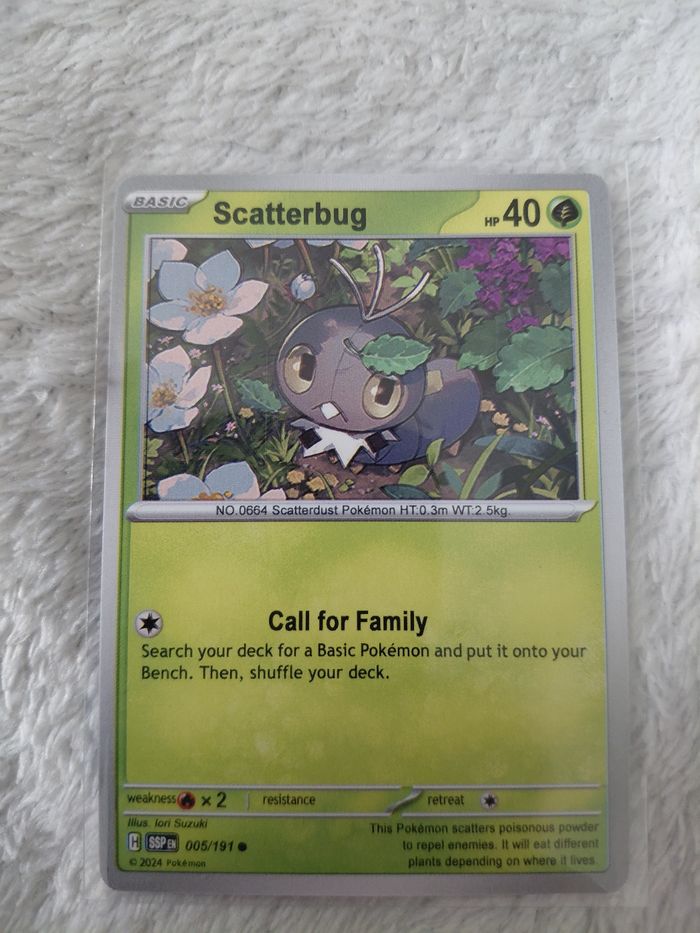 BASIC
Scatterbug
HP 40
NO.0664 Scatterdust Pokémon HT:0.3m WT:2.5kg.
Call for Family
Search your deck for a Basic Pokémon and put it onto your
Bench. Then, shuffle your deck.
weakness × 2 resistance retreat
Illus. Iori Suzuki
H SSP EN 005/191
© 2024 Pokémon
This Pokémon scatters poisonous powder
to repel enemies. It will eat different
plants depending on where it lives.